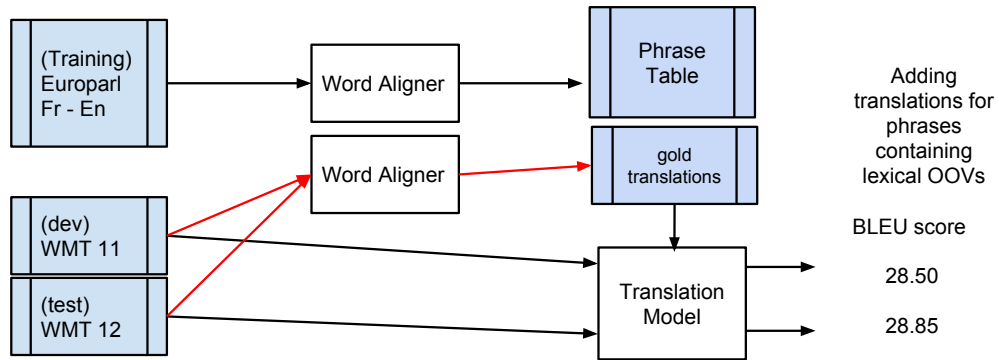 (Training)
Europarl
Fr - En
Word Aligner
Phrase
Table
Adding
translations for
phrases
containing
lexical OOVs
Word Aligner
gold
translations
(dev)
WMT 11
BLEU score
(test)
WMT 12
Translation
Model
28.50
28.85